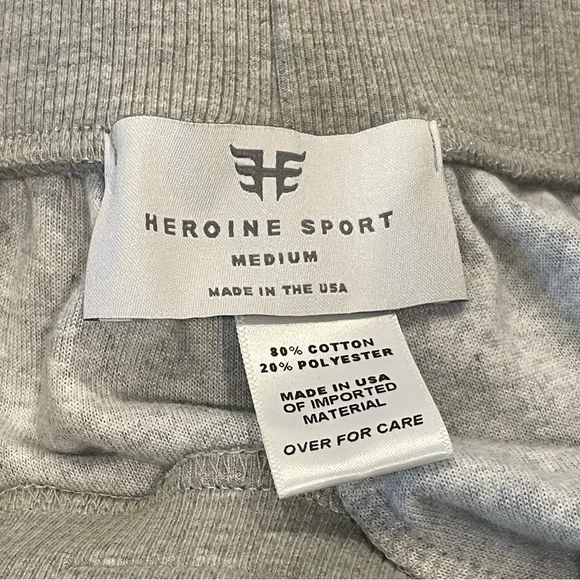 HEROINE SPORT
MEDIUM
MADE IN THE USA
80% COTTON
20% POLYESTER
MADE IN USA
OF IMPORTED
MATERIAL
OVER FOR CARE